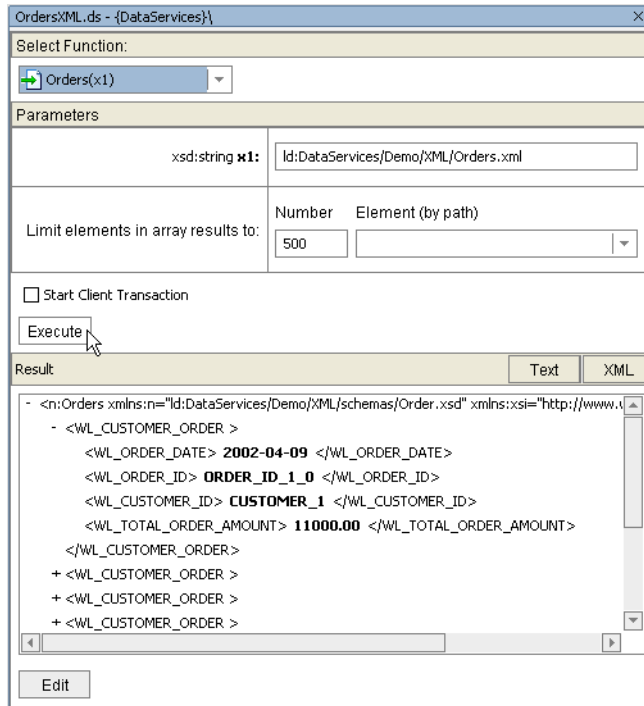 OrdersXML.ds - {DataServices}\
Select Function:
Orders(x1)
Parameters
xsd:string x1: ld:DataServices/Demo/XML/Orders.xml
Number Element (by path)
Limit elements in array results to: 500
Start Client Transaction
Execute
Result Text XML
- <n:Orders xmlns:n="ld:DataServices/Demo/XML/schemas/Order.xsd" xmlns:xsi="http://www.
- <WL_CUSTOMER_ORDER >
<WL_ORDER_DATE> 2002-04-09 </WL_ORDER_DATE>
<WL_ORDER_ID> ORDER_ID_1_0 </WL_ORDER_ID>
<WL_CUSTOMER_ID> CUSTOMER_1 </WL_CUSTOMER_ID>
<WL_TOTAL_ORDER_AMOUNT> 11000.00 </WL_TOTAL_ORDER_AMOUNT>
</WL_CUSTOMER_ORDER>
+ <WL_CUSTOMER_ORDER >
+ <WL_CUSTOMER_ORDER >
+ <WL_CUSTOMER_ORDER >
Edit